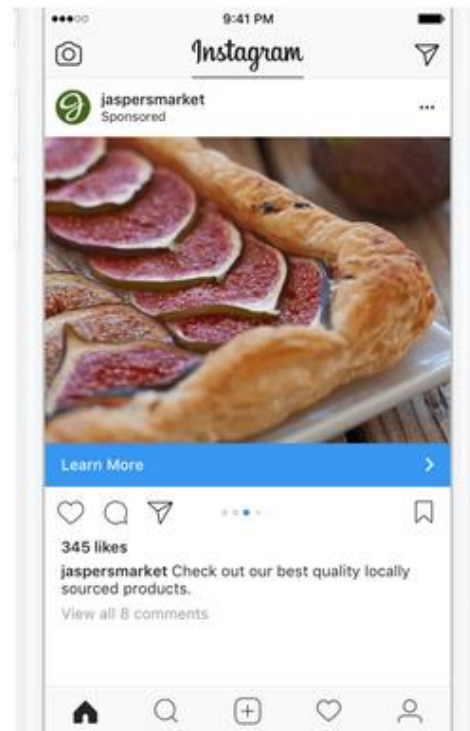 9:41 PM
Instagram
jaspersmarket
Sponsored
Learn More
345 likes
jaspersmarket Check out our best quality locally
sourced products.
View all 8 comments